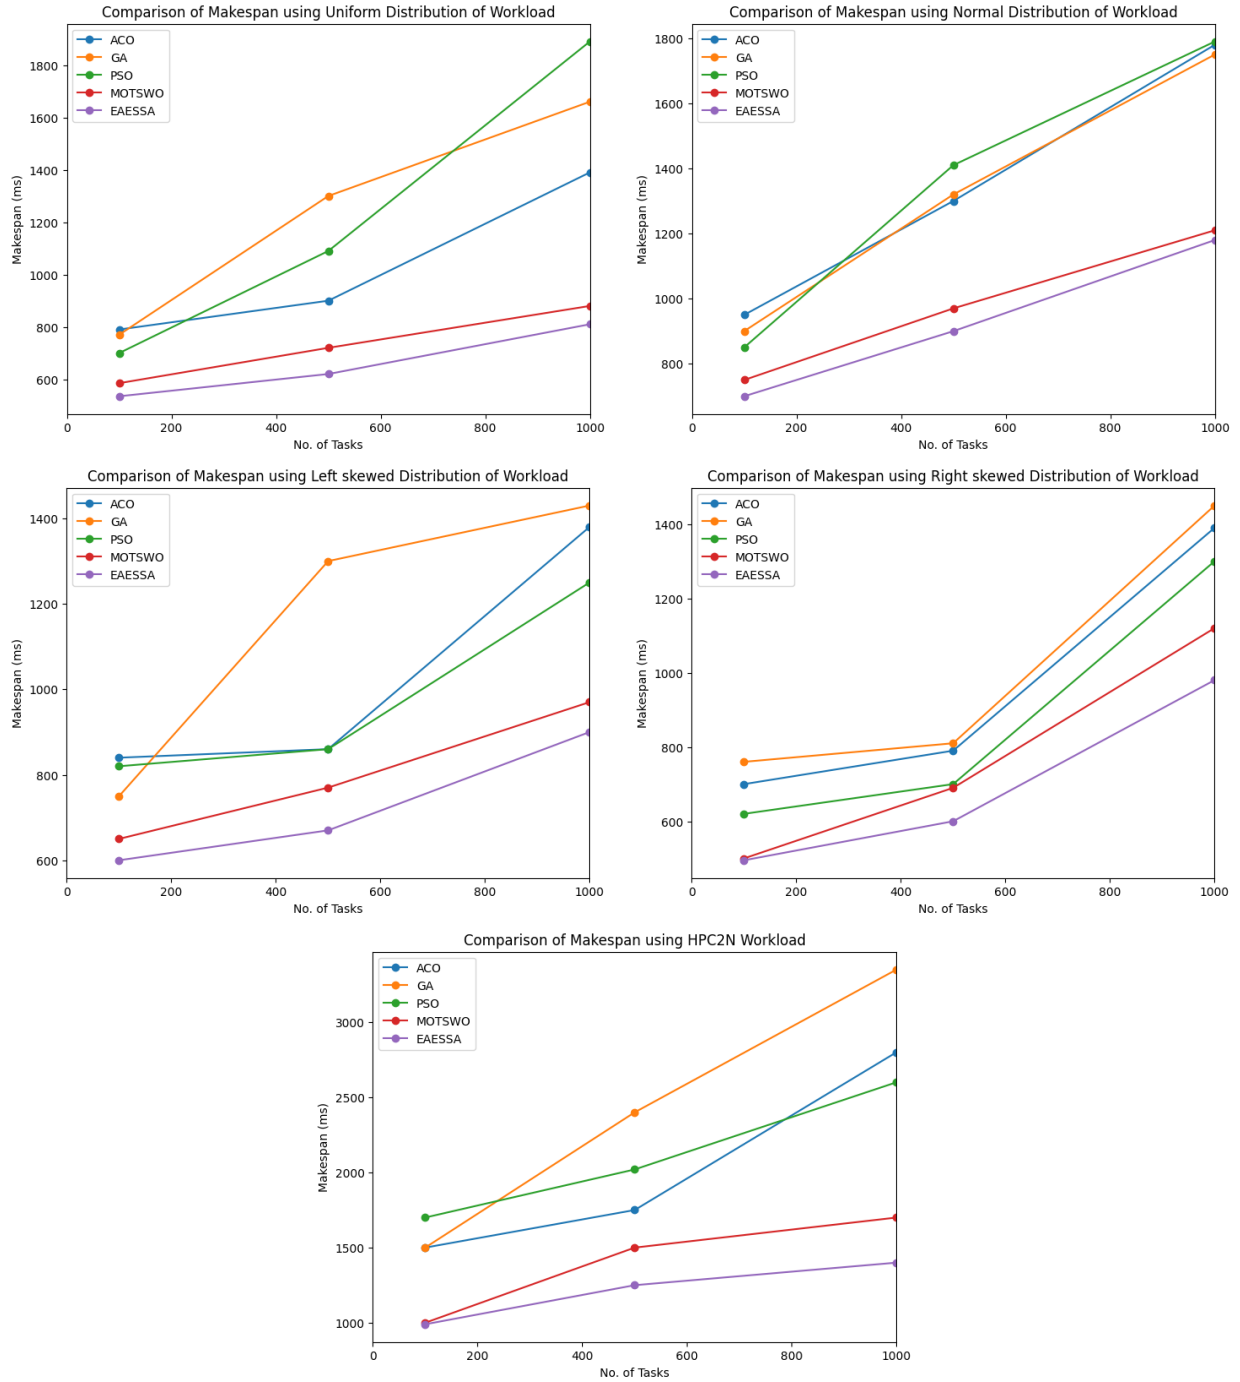 Comparison of Makespan using Uniform Distribution of Workload
ACO
GA
PSO
MOTSWO
EAESSA
1800
1600
1400
1200
1000
800
600
Makespan (ms)
0 200 400 600 800 1000
No. of Tasks
Comparison of Makespan using Normal Distribution of Workload
ACO
GA
PSO
MOTSWO
EAESSA
1800
1600
1400
1200
1000
800
Makespan (ms)
0 200 400 600 800 1000
No. of Tasks
Comparison of Makespan using Left skewed Distribution of Workload
ACO
GA
PSO
MOTSWO
EAESSA
1400
1200
1000
800
600
Makespan (ms)
0 200 400 600 800 1000
No. of Tasks
Comparison of Makespan using Right skewed Distribution of Workload
ACO
GA
PSO
MOTSWO
EAESSA
1400
1200
1000
800
600
Makespan (ms)
0 200 400 600 800 1000
No. of Tasks
Comparison of Makespan using HPC2N Workload
ACO
GA
PSO
MOTSWO
EAESSA
3000
2500
2000
1500
1000
Makespan (ms)
0 200 400 600 800 1000
No. of Tasks